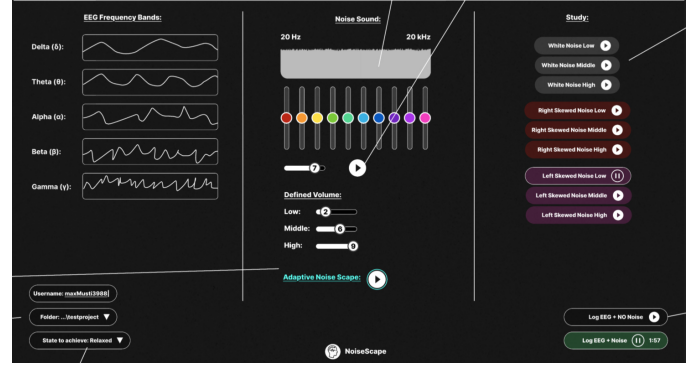 EEG Frequency Bands:
Delta (δ):
Theta (θ):
Alpha (α):
Beta (β):
Gamma (γ):
Username: maxMusti3988
Folder: ...\testproject ▼
State to achieve: Relaxed ▼
Noise Sound:
20 Hz 20 kHz
7
Defined Volume:
Low: 2
Middle: 6
High: 9
Adaptive Noise Scape:
NoiseScape
Study:
White Noise Low
White Noise Middle
White Noise High
Right Skewed Noise Low
Right Skewed Noise Middle
Right Skewed Noise High
Left Skewed Noise Low
Left Skewed Noise Middle
Left Skewed Noise High
Log EEG + NO Noise
Log EEG + Noise 1:57